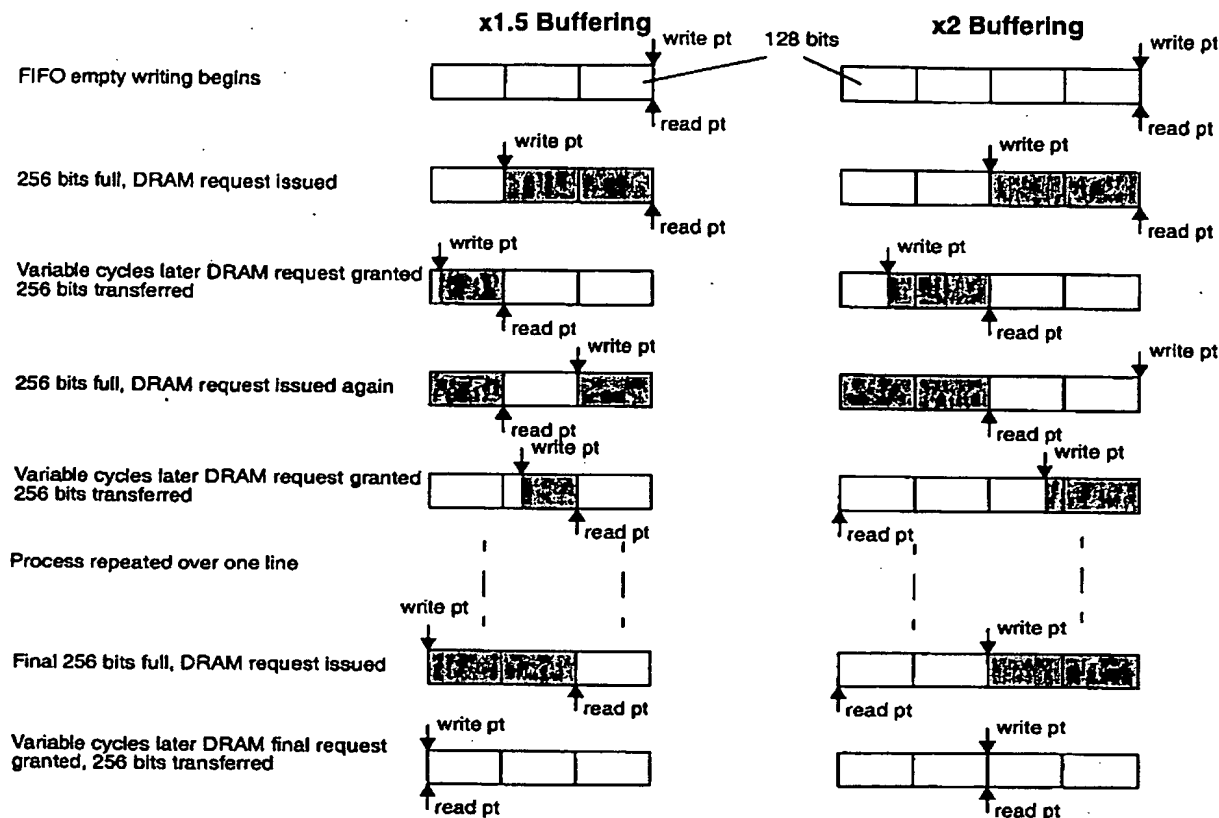 x1.5 Buffering
x2 Buffering
write pt
128 bits
write pt
FIFO empty writing begins
read pt
read pt
write pt
write pt
256 bits full, DRAM request issued
read pt
read pt
write pt
write pt
Variable cycles later DRAM request granted
256 bits transferred
read pt
read pt
write pt
write pt
256 bits full, DRAM request issued again
read pt
read pt
write pt
write pt
Variable cycles later DRAM request granted
256 bits transferred
read pt
read pt
Process repeated over one line
write pt
write pt
Final 256 bits full, DRAM request issued
read pt
read pt
write pt
write pt
Variable cycles later DRAM final request
granted, 256 bits transferred
read pt
read pt